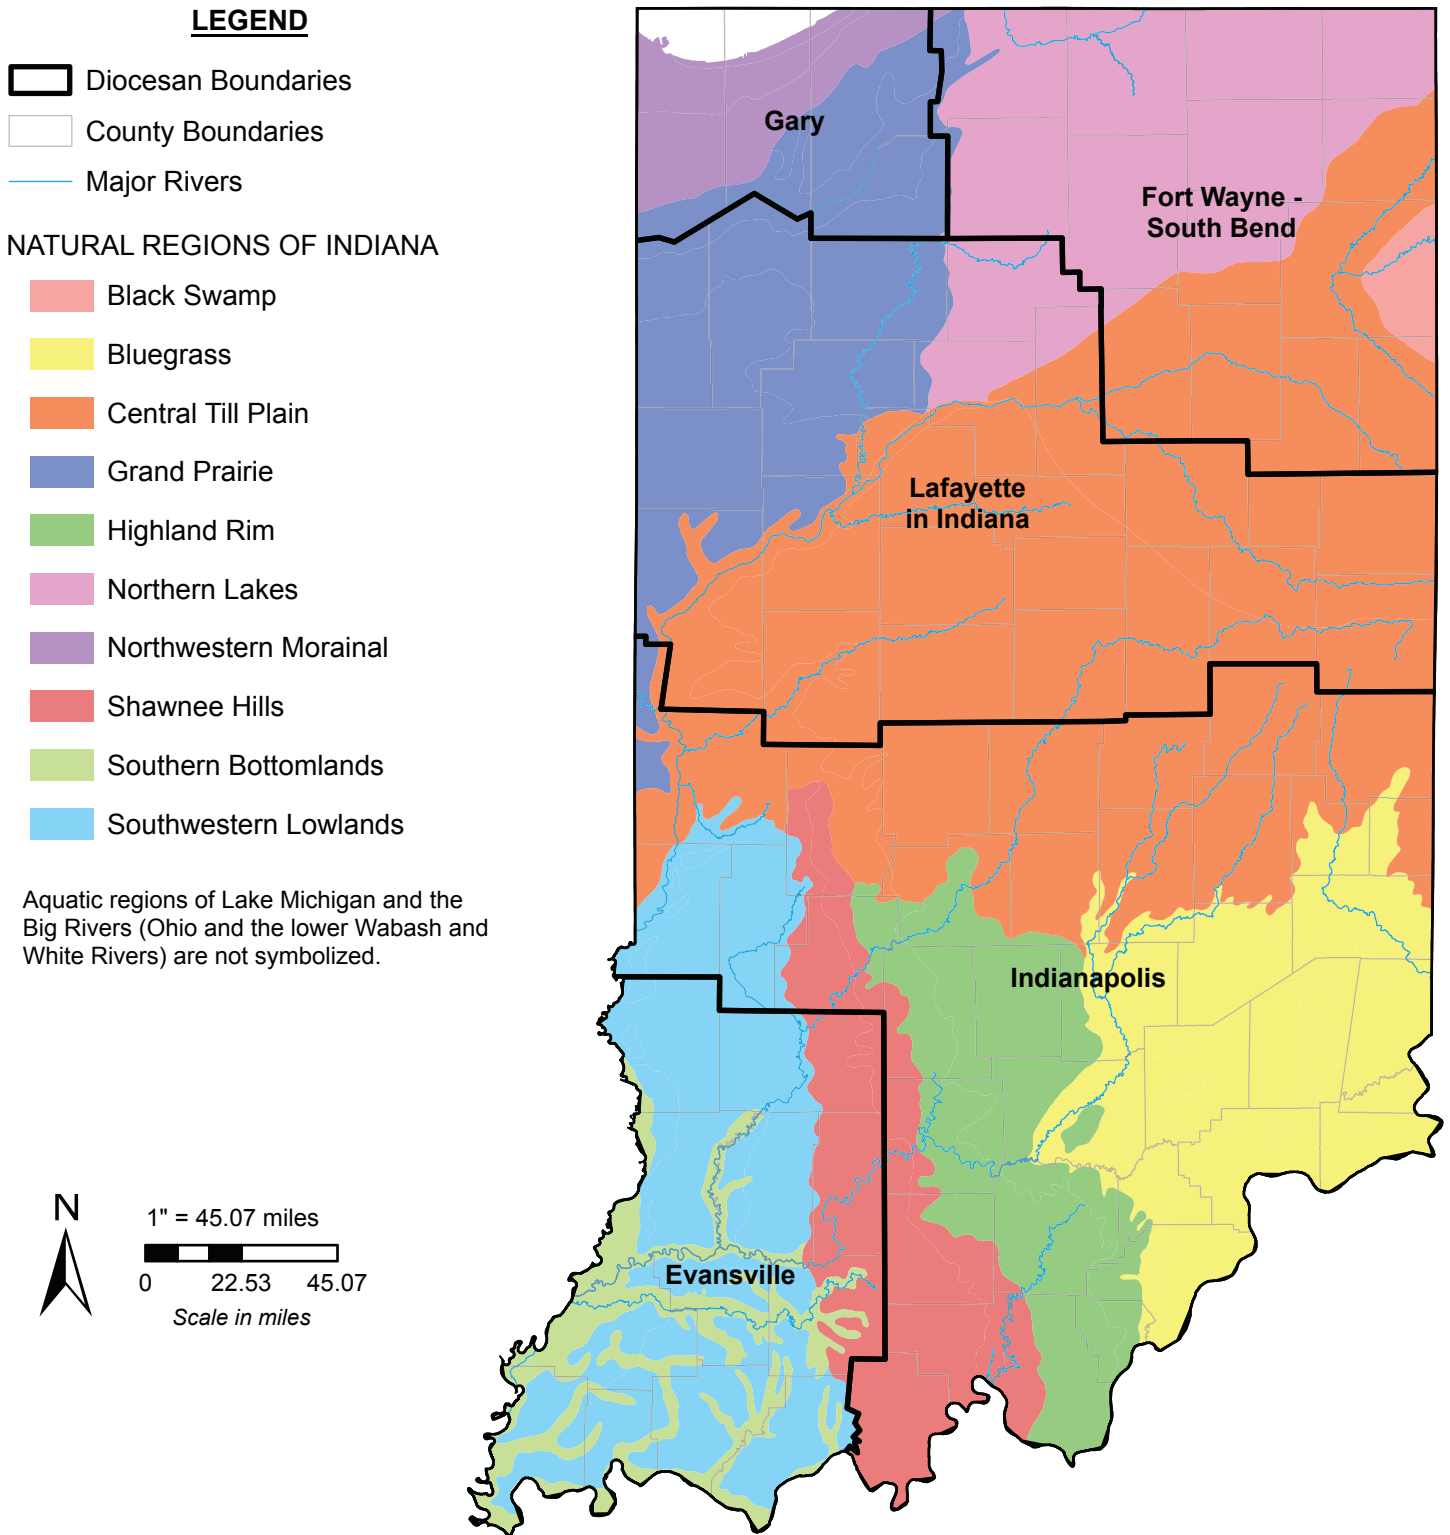 LEGEND
Diocesan Boundaries
County Boundaries
Major Rivers
NATURAL REGIONS OF INDIANA
Black Swamp
Bluegrass
Central Till Plain
Grand Prairie
Highland Rim
Northern Lakes
Northwestern Morainal
Shawnee Hills
Southern Bottomlands
Southwestern Lowlands
Aquatic regions of Lake Michigan and the
Big Rivers (Ohio and the lower Wabash and
White Rivers) are not symbolized.
N
1" = 45.07 miles
0 22.53 45.07
Scale in miles
Gary
Fort Wayne -
South Bend
Lafayette
in Indiana
Indianapolis
Evansville